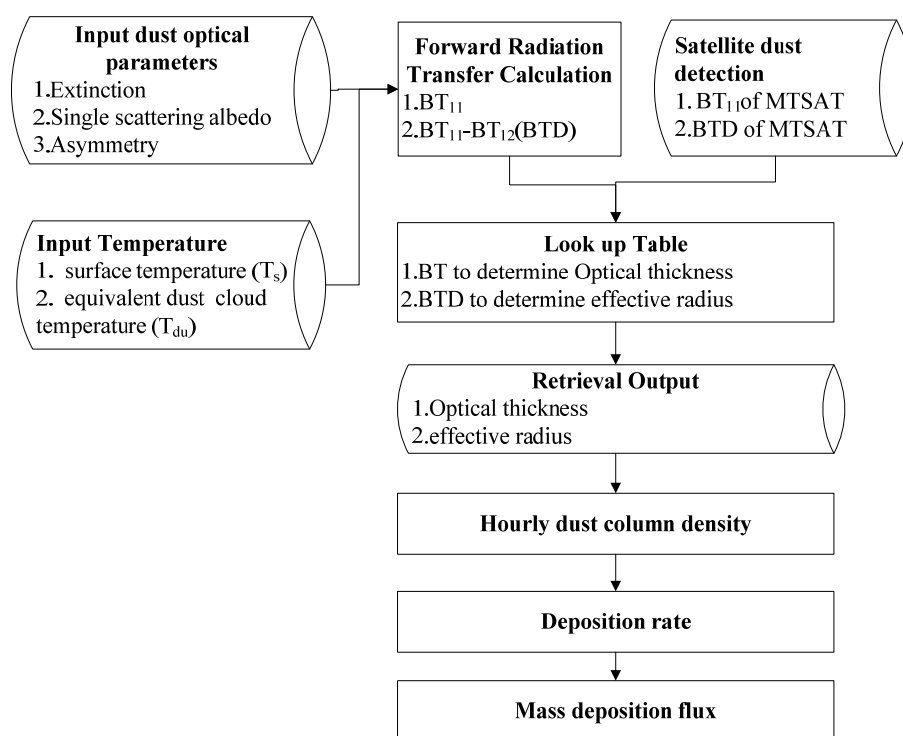 Input dust optical
parameters
1.Extinction
2.Single scattering albedo
3.Asymmetry
Forward Radiation
Transfer Calculation
1.BT₁₁
2.BT₁₁-BT₁₂(BTD)
Satellite dust
detection
1. BT₁₁of MTSAT
2.BTD of MTSAT
Input Temperature
1. surface temperature (Tₛ)
2. equivalent dust cloud
temperature (T_du)
Look up Table
1.BT to determine Optical thickness
2.BTD to determine effective radius
Retrieval Output
1.Optical thickness
2.effective radius
Hourly dust column density
Deposition rate
Mass deposition flux